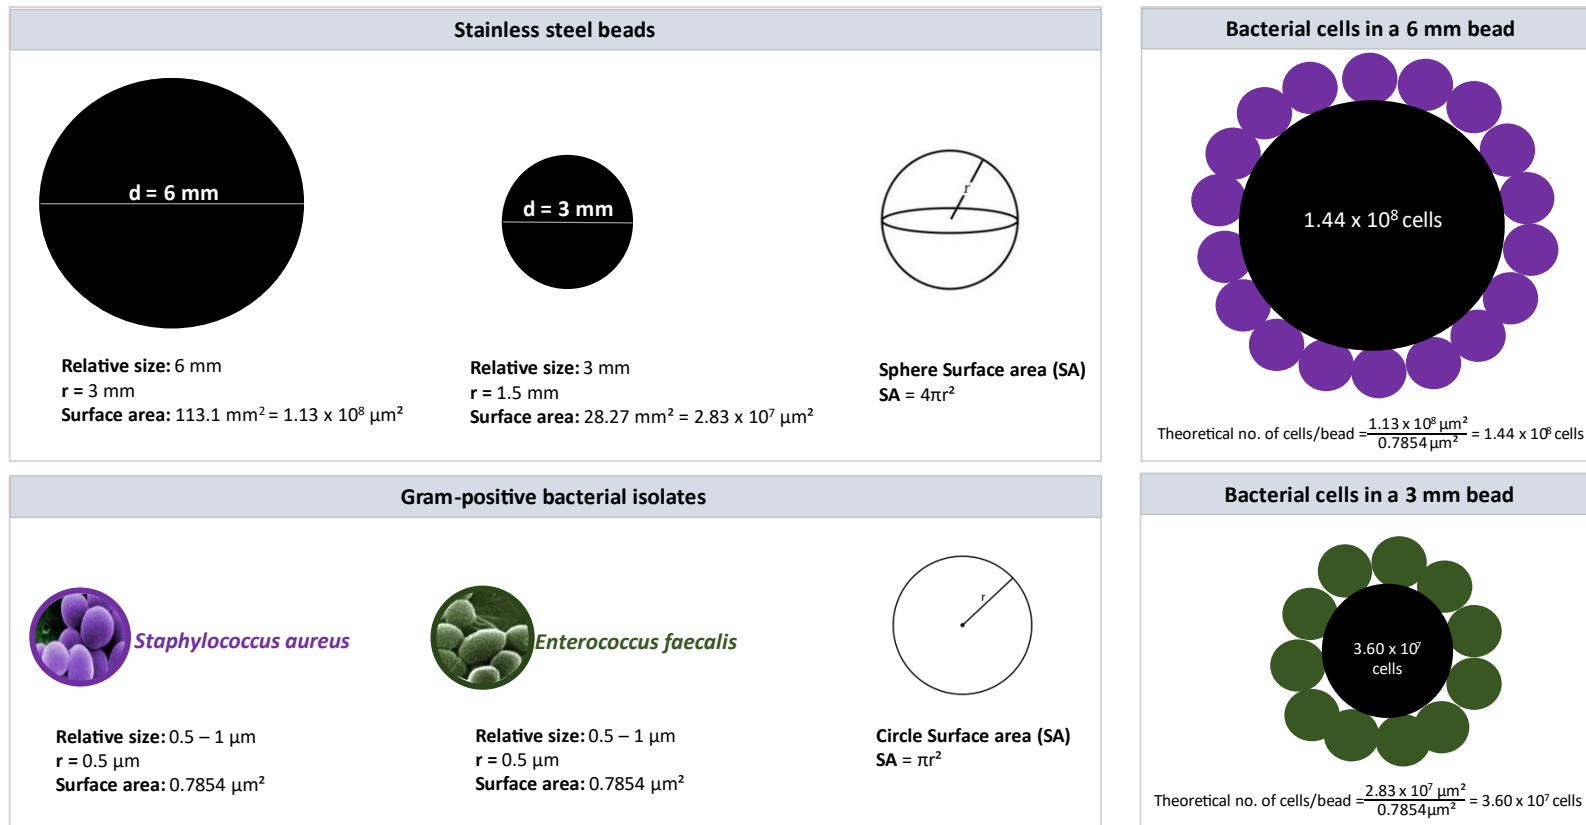 Stainless steel beads
d = 6 mm
d = 3 mm
r
Relative size: 6 mm
r = 3 mm
Surface area: 113.1 mm² = 1.13 x 10⁸ µm²
Relative size: 3 mm
r = 1.5 mm
Surface area: 28.27 mm² = 2.83 x 10⁷ µm²
Sphere Surface area (SA)
SA = 4πr²
Bacterial cells in a 6 mm bead
1.44 x 10⁸ cells
Theoretical no. of cells/bead = 1.13 x 10⁸ µm² / 0.7854 µm² = 1.44 x 10⁸ cells
Gram-positive bacterial isolates
Staphylococcus aureus
Enterococcus faecalis
r
Relative size: 0.5 – 1 µm
r = 0.5 µm
Surface area: 0.7854 µm²
Relative size: 0.5 – 1 µm
r = 0.5 µm
Surface area: 0.7854 µm²
Circle Surface area (SA)
SA = πr²
Bacterial cells in a 3 mm bead
3.60 x 10⁷
cells
Theoretical no. of cells/bead = 2.83 x 10⁷ µm² / 0.7854 µm² = 3.60 x 10⁷ cells